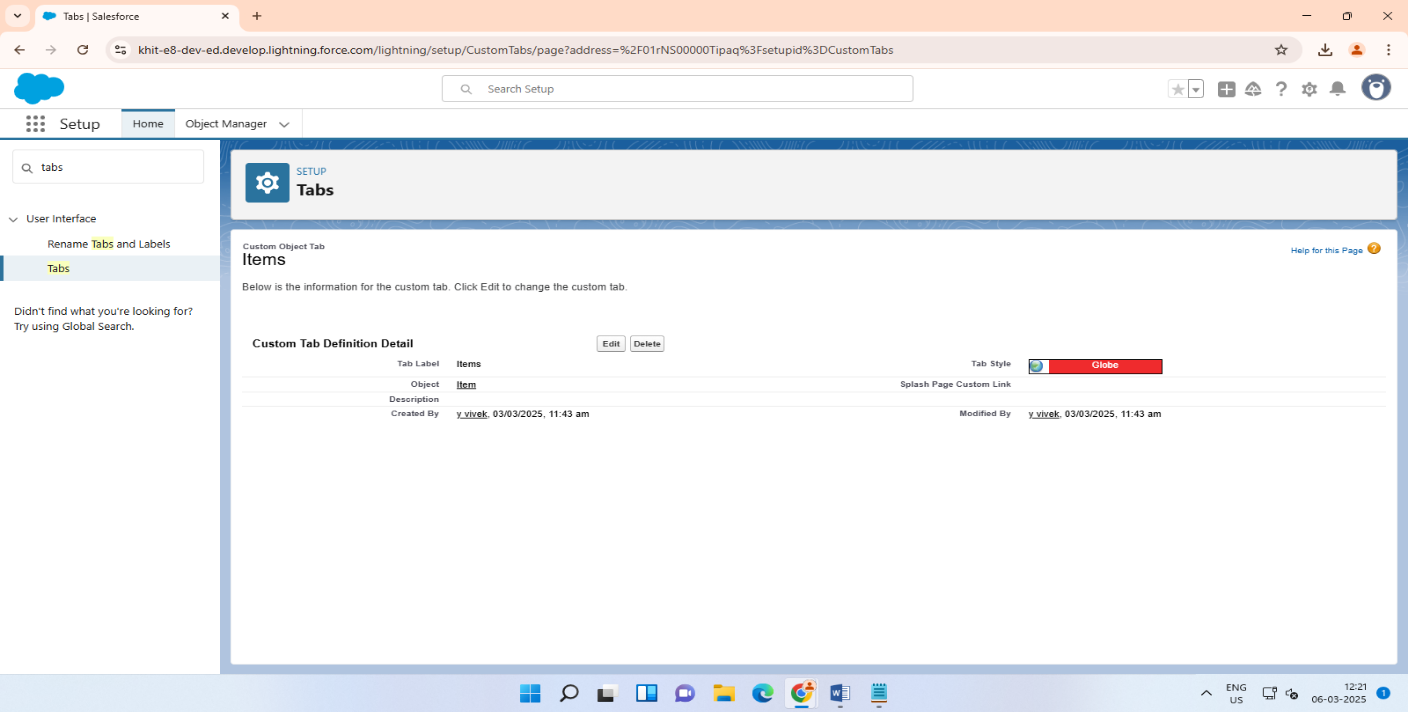 Tabs | Salesforce
khit-e8-dev-ed.develop.lightning.force.com/lightning/setup/CustomTabs/page?address=%2F01rNS00000Tipaq%3Fsetupid%3DCustomTabs
Search Setup
Setup
Home
Object Manager
tabs
User Interface
Rename Tabs and Labels
Tabs
Didn't find what you're looking for?
Try using Global Search.
SETUP
Tabs
Custom Object Tab
Items
Help for this Page ?
Below is the information for the custom tab. Click Edit to change the custom tab.
Custom Tab Definition Detail
Edit
Delete
Tab Label Items
Tab Style Globe
Object Item
Splash Page Custom Link
Description
Created By y vivek, 03/03/2025, 11:43 am
Modified By y vivek, 03/03/2025, 11:43 am
ENG
US
12:21
06-03-2025
1